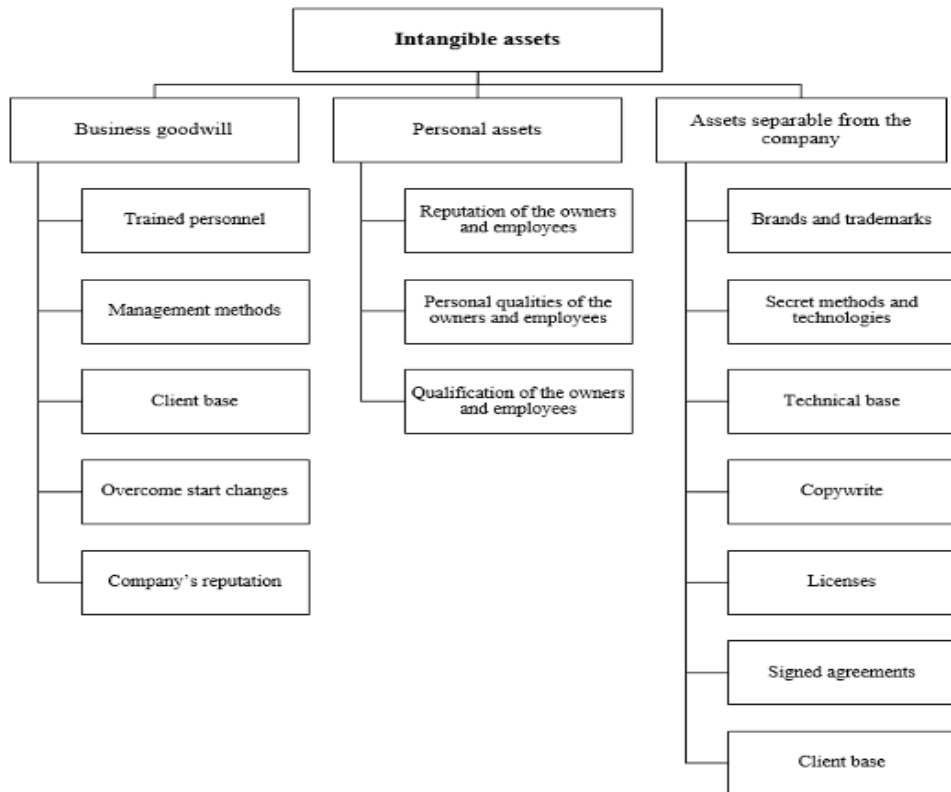 Intangible assets
Business goodwill
Personal assets
Assets separable from the
company
Trained personnel
Management methods
Client base
Overcome start changes
Company’s reputation
Reputation of the owners
and employees
Personal qualities of the
owners and employees
Qualification of the owners
and employees
Brands and trademarks
Secret methods and
technologies
Technical base
Copywrite
Licenses
Signed agreements
Client base